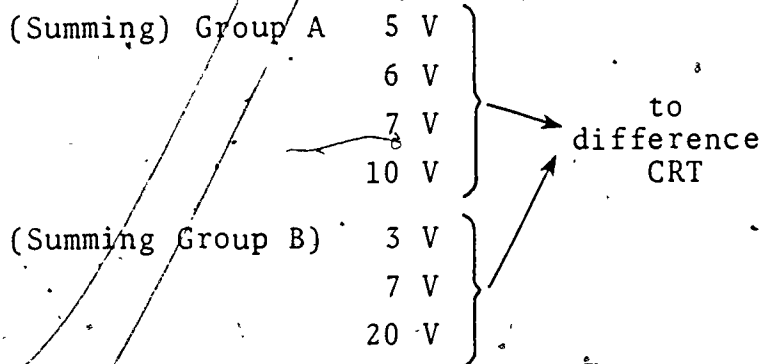 (Summing) Group A 5 V
6 V
7 V
10 V
to
difference
CRT
(Summing Group B) 3 V
7 V
20 V